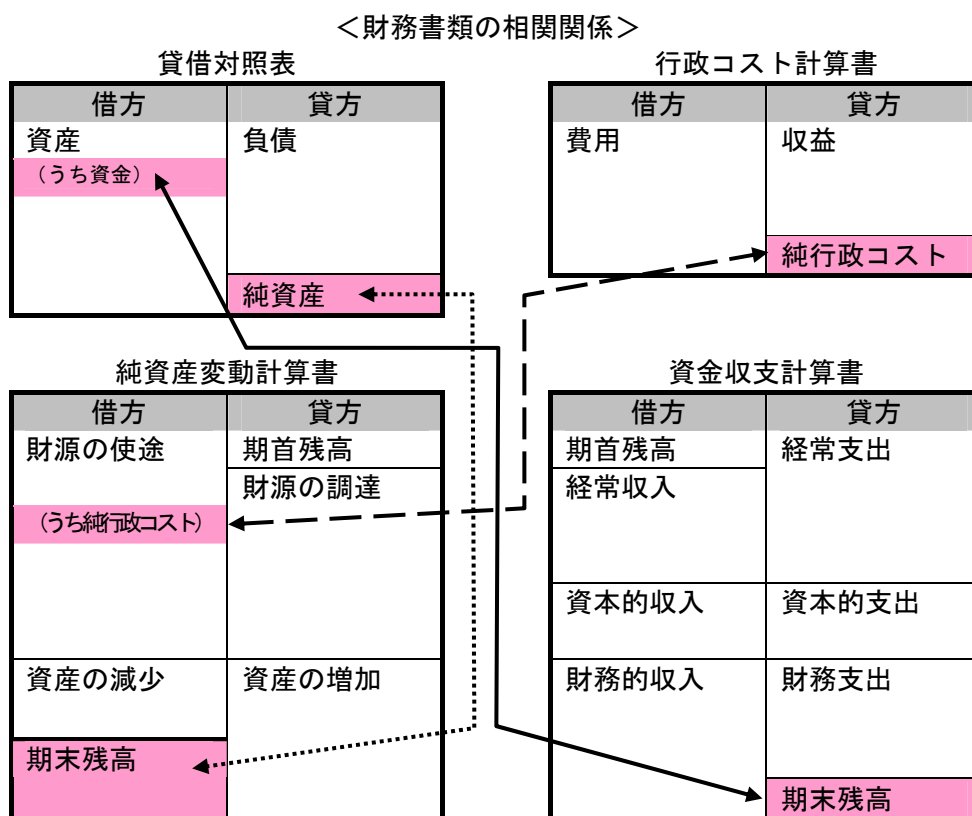 ＜財務書類の相関関係＞
貸借対照表
借方 貸方
資産 負債
（うち資金）
純資産
行政コスト計算書
借方 貸方
費用 収益
純行政コスト
純資産変動計算書
借方 貸方
財源の使途 期首残高
財源の調達
（うち純行政コスト）
資産の減少 資産の増加
期末残高
資金収支計算書
借方 貸方
期首残高 経常支出
経常収入
資本的収入 資本的支出
財務的収入 財務支出
期末残高